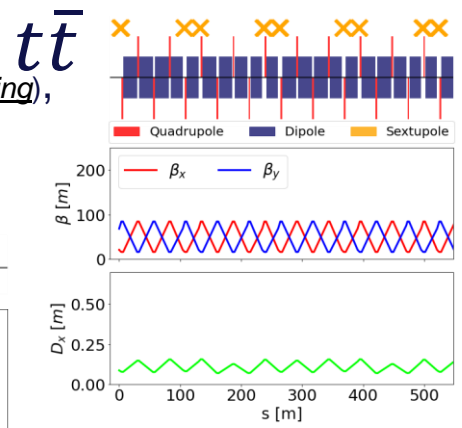 tt̄
ing),
Quadrupole Dipole Sextupole
βx βy
β [m]
200
100
0
Dx [m]
0.50
0.25
0.00
0 100 200 300 400 500
s [m]